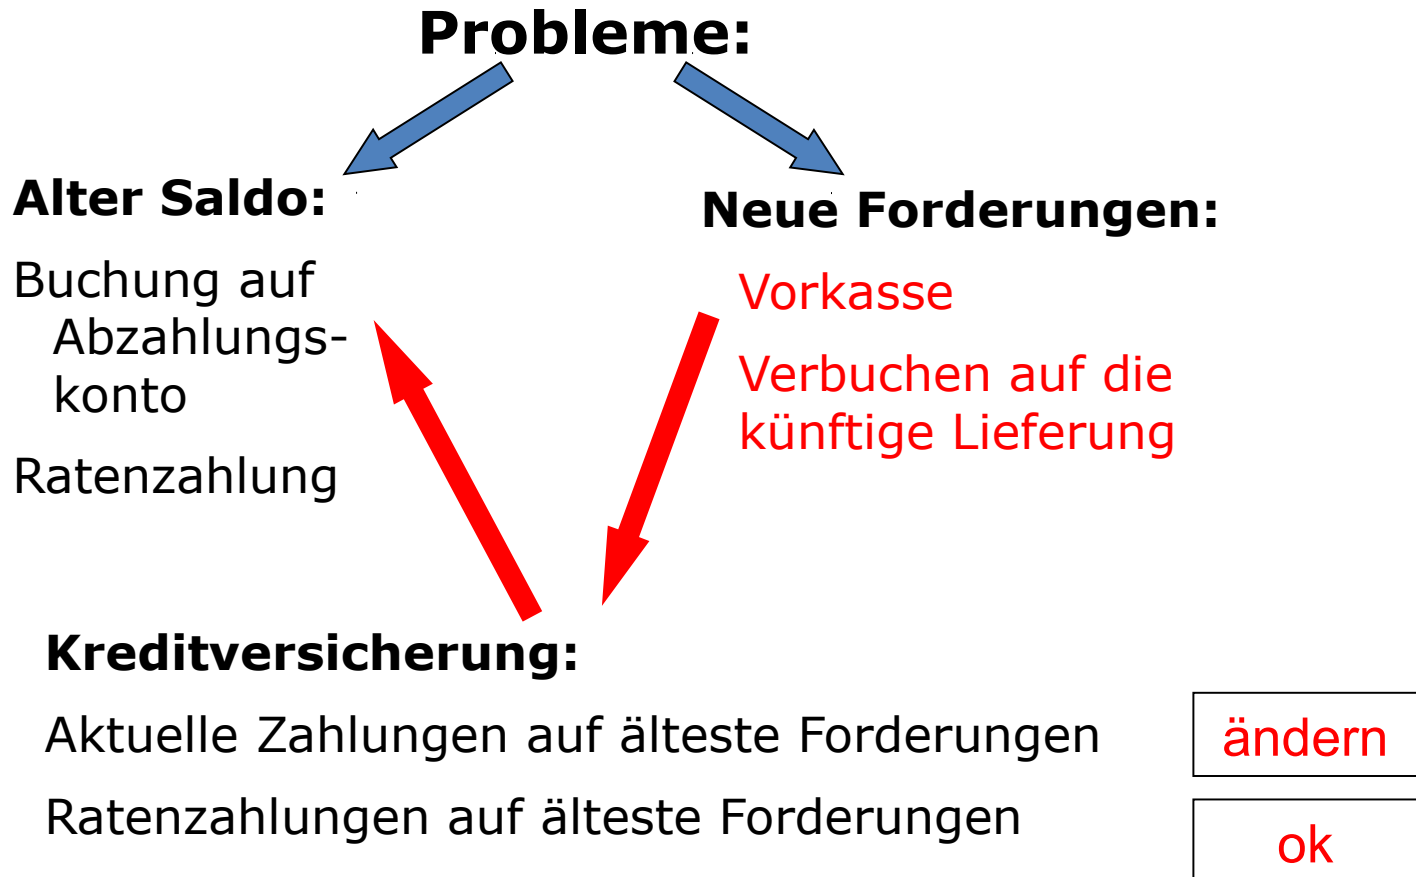 Probleme:
Alter Saldo:
Buchung auf
Abzahlungs-
konto
Ratenzahlung
Neue Forderungen:
Vorkasse
Verbuchen auf die
künftige Lieferung
Kreditversicherung:
Aktuelle Zahlungen auf älteste Forderungen
ändern
Ratenzahlungen auf älteste Forderungen
ok